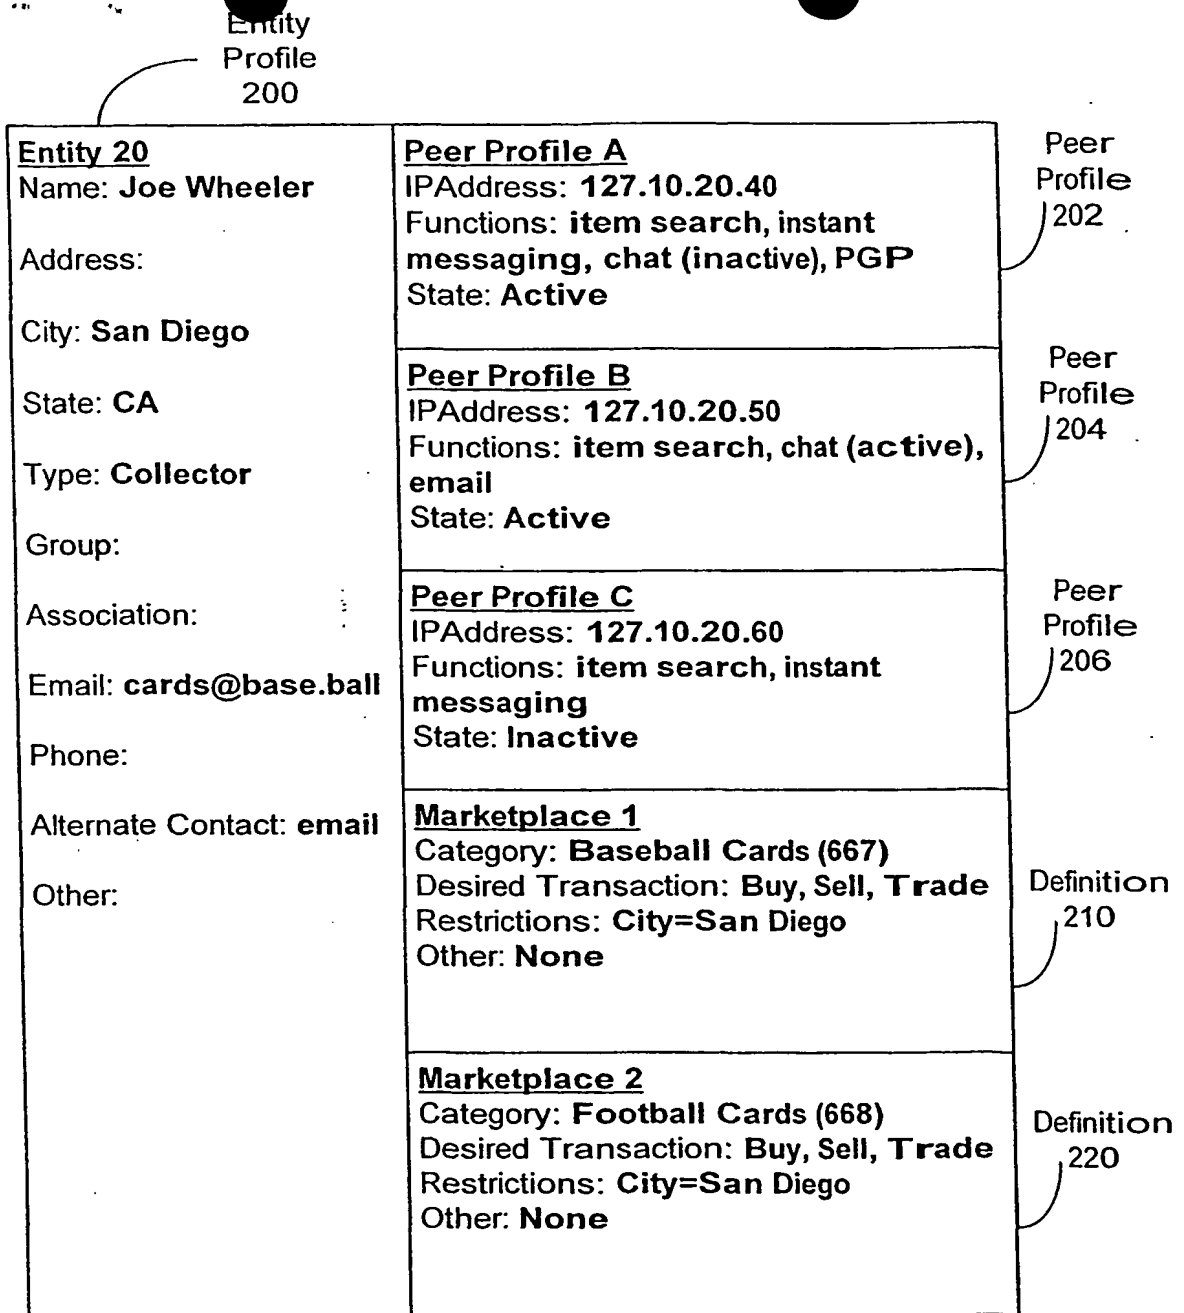 Entity
Profile
200
Entity 20
Name: Joe Wheeler
Address:
City: San Diego
State: CA
Type: Collector
Group:
Association:
Email: cards@base.ball
Phone:
Alternate Contact: email
Other:
Peer Profile A
IPAddress: 127.10.20.40
Functions: item search, instant
messaging, chat (inactive), PGP
State: Active
Peer
Profile
202
Peer Profile B
IPAddress: 127.10.20.50
Functions: item search, chat (active),
email
State: Active
Peer
Profile
204
Peer Profile C
IPAddress: 127.10.20.60
Functions: item search, instant
messaging
State: Inactive
Peer
Profile
206
Marketplace 1
Category: Baseball Cards (667)
Desired Transaction: Buy, Sell, Trade
Restrictions: City=San Diego
Other: None
Definition
210
Marketplace 2
Category: Football Cards (668)
Desired Transaction: Buy, Sell, Trade
Restrictions: City=San Diego
Other: None
Definition
220